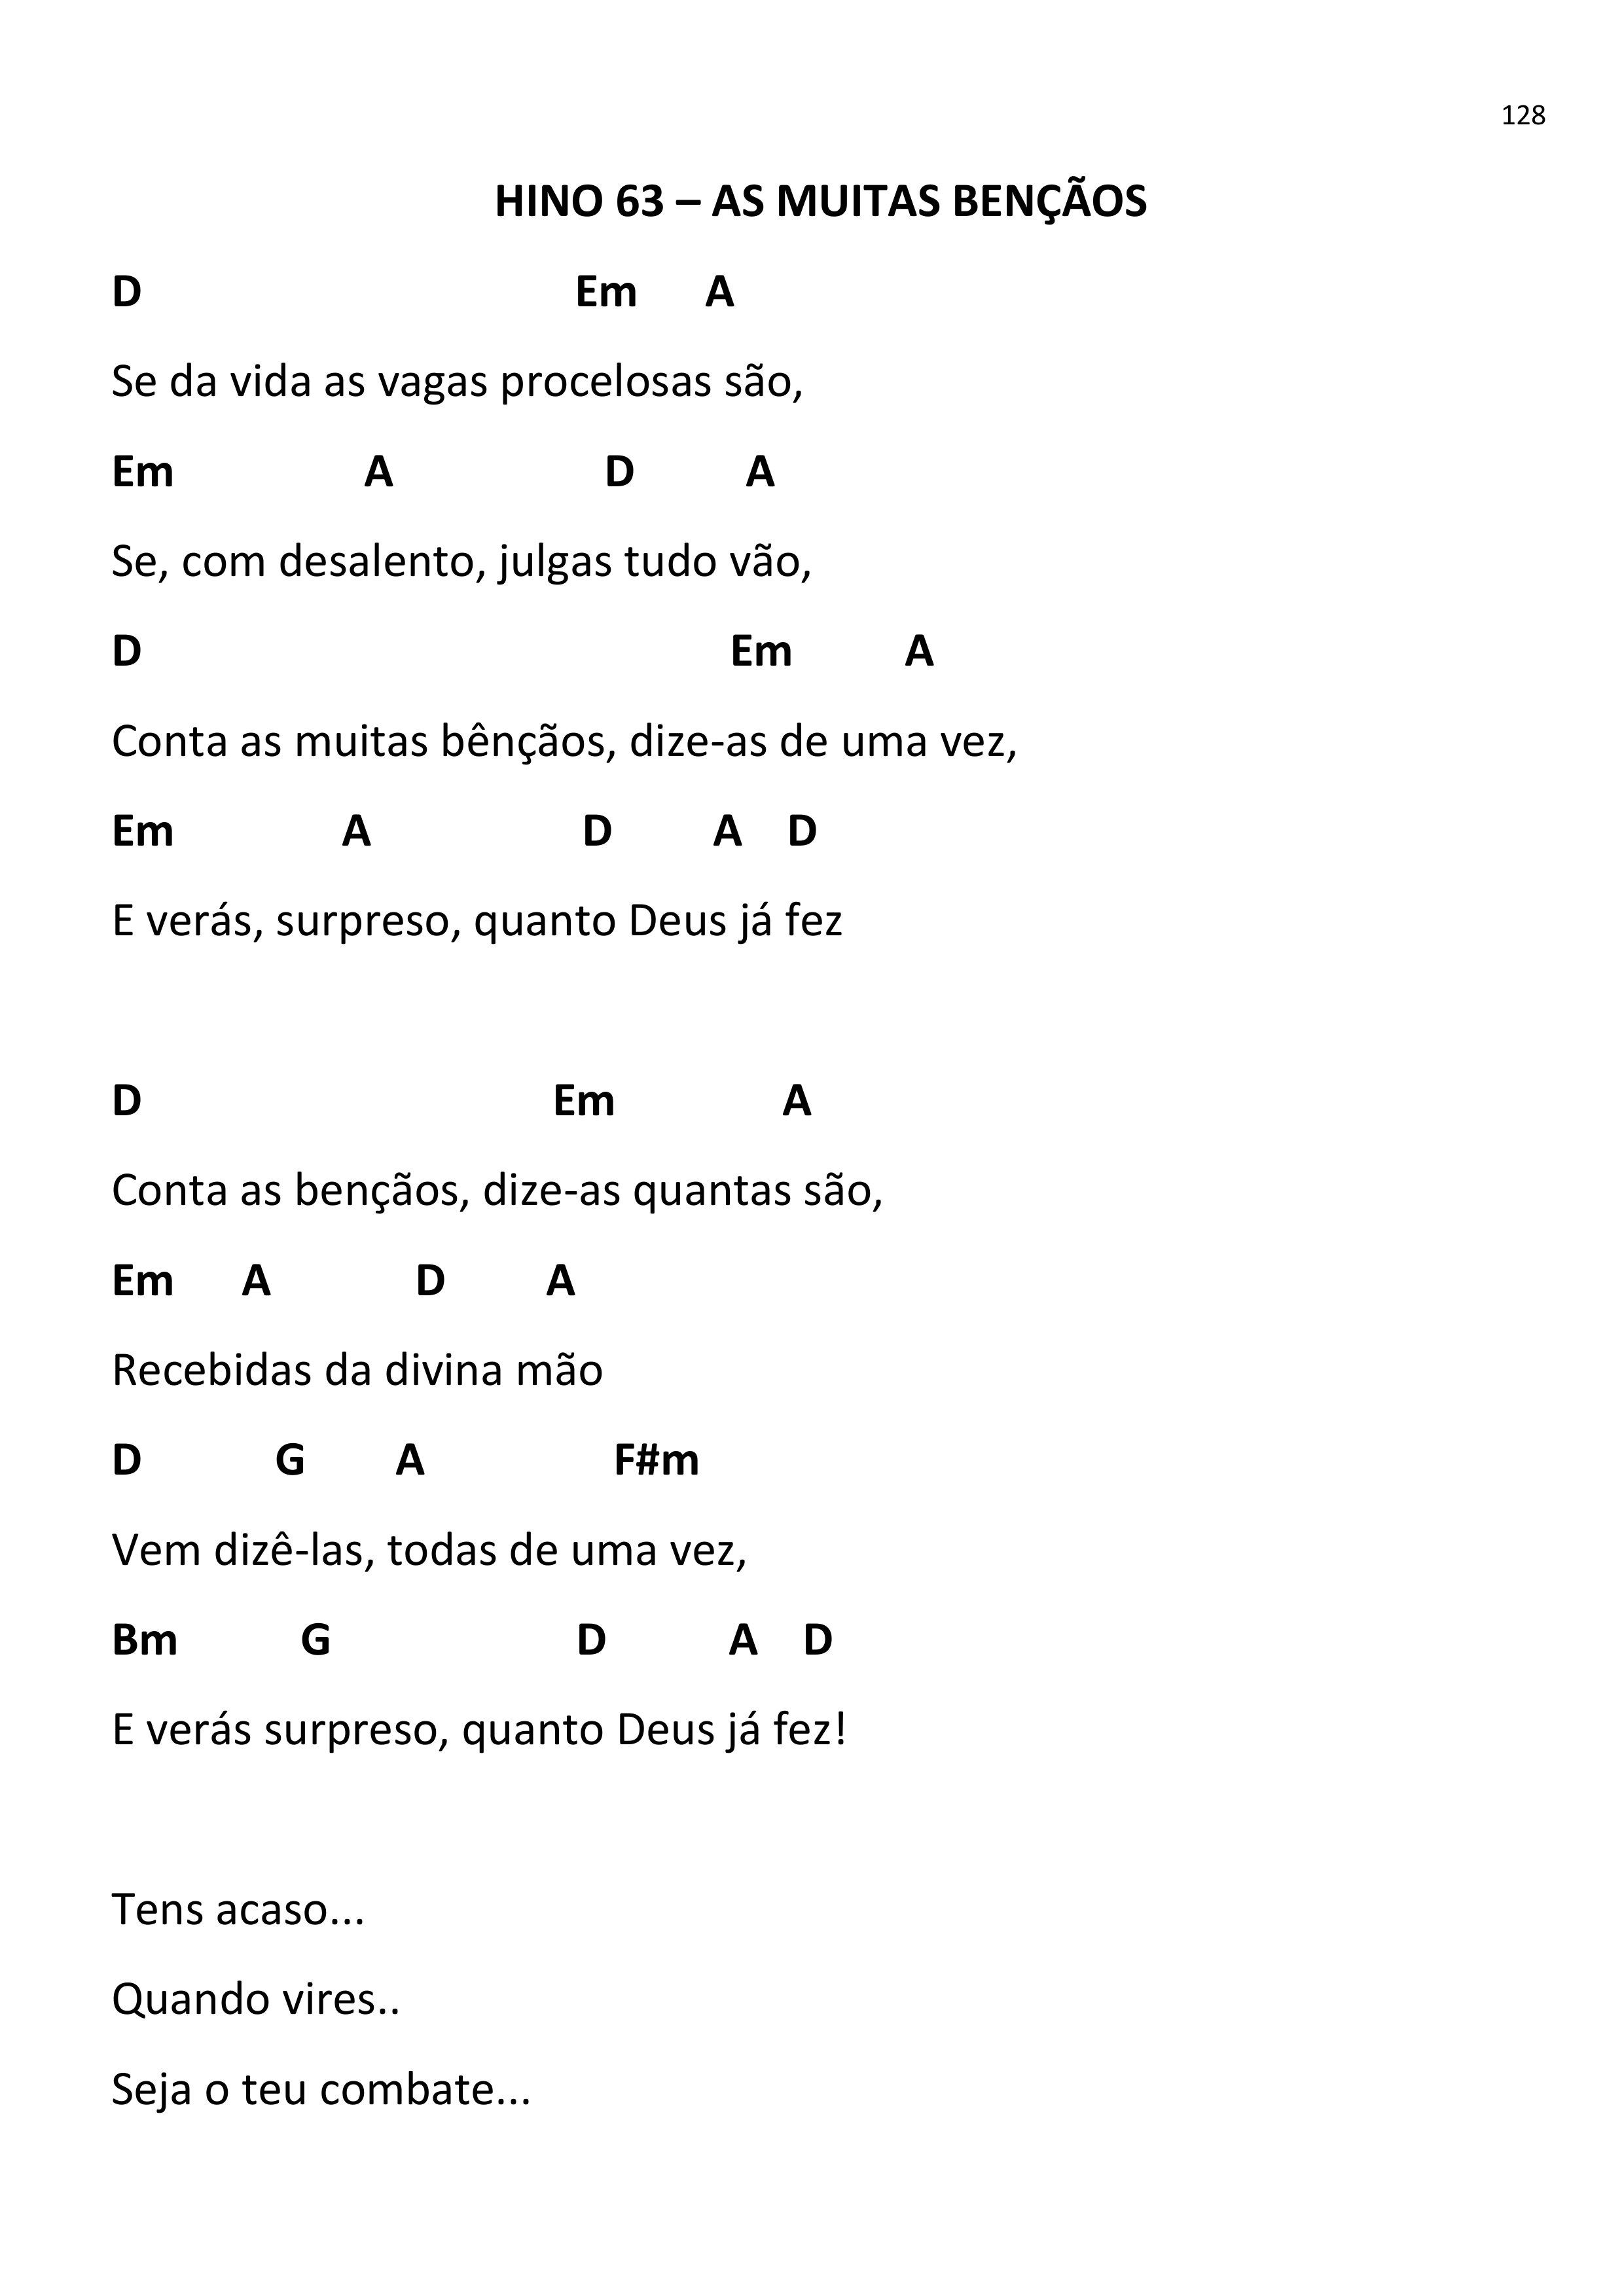 128
HINO 63 – AS MUITAS BENÇÃOS
D Em A
Se da vida as vagas procelosas são,
Em A D A
Se, com desalento, julgas tudo vão,
D Em A
Conta as muitas bênçãos, dize-as de uma vez,
Em A D A D
E verás, surpreso, quanto Deus já fez
D Em A
Conta as bençãos, dize-as quantas são,
Em A D A
Recebidas da divina mão
D G A F#m
Vem dizê-las, todas de uma vez,
Bm G D A D
E verás surpreso, quanto Deus já fez!
Tens acaso...
Quando vires..
Seja o teu combate...